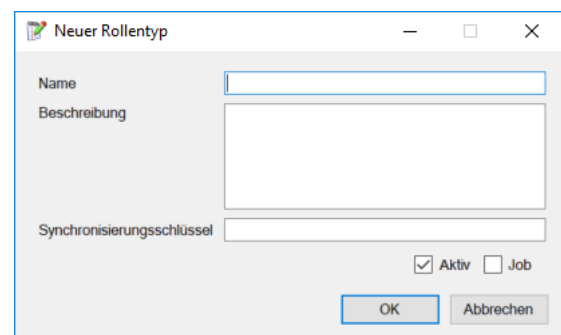 Neuer Rollentyp
Name
Beschreibung
Synchronisierungsschlüssel
Aktiv Job
OK Abbrechen